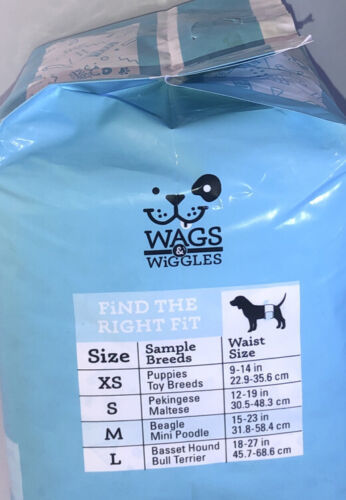 WAGS
&
WiGGLES
FiND THE
RIGHT FiT
Size Sample Breeds Waist Size
XS Puppies Toy Breeds 9-14 in 22.9-35.6 cm
S Pekingese Maltese 12-19 in 30.5-48.3 cm
M Beagle Mini Poodle 15-23 in 31.8-58.4 cm
L Basset Hound Bull Terrier 18-27 in 45.7-68.6 cm